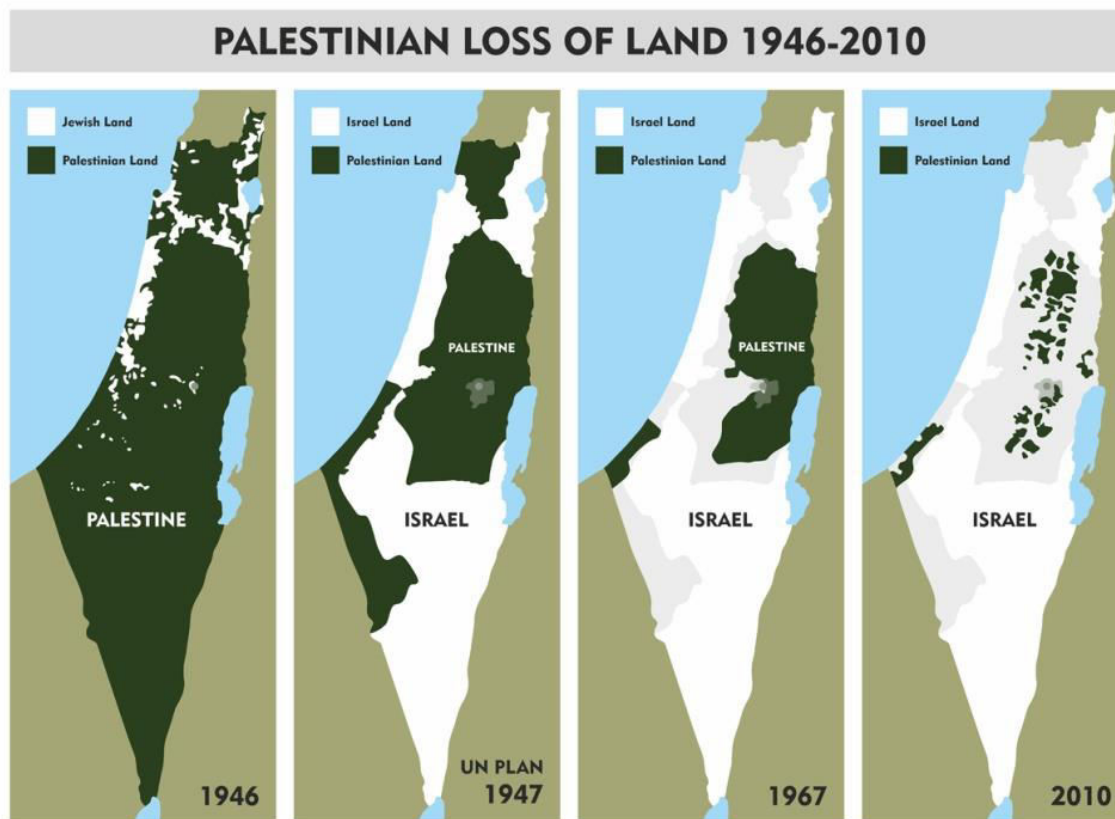 PALESTINIAN LOSS OF LAND 1946-2010
Jewish Land
Palestinian Land
PALESTINE
1946
Israel Land
Palestinian Land
PALESTINE
ISRAEL
UN PLAN
1947
Israel Land
Palestinian Land
PALESTINE
ISRAEL
1967
Israel Land
Palestinian Land
ISRAEL
2010